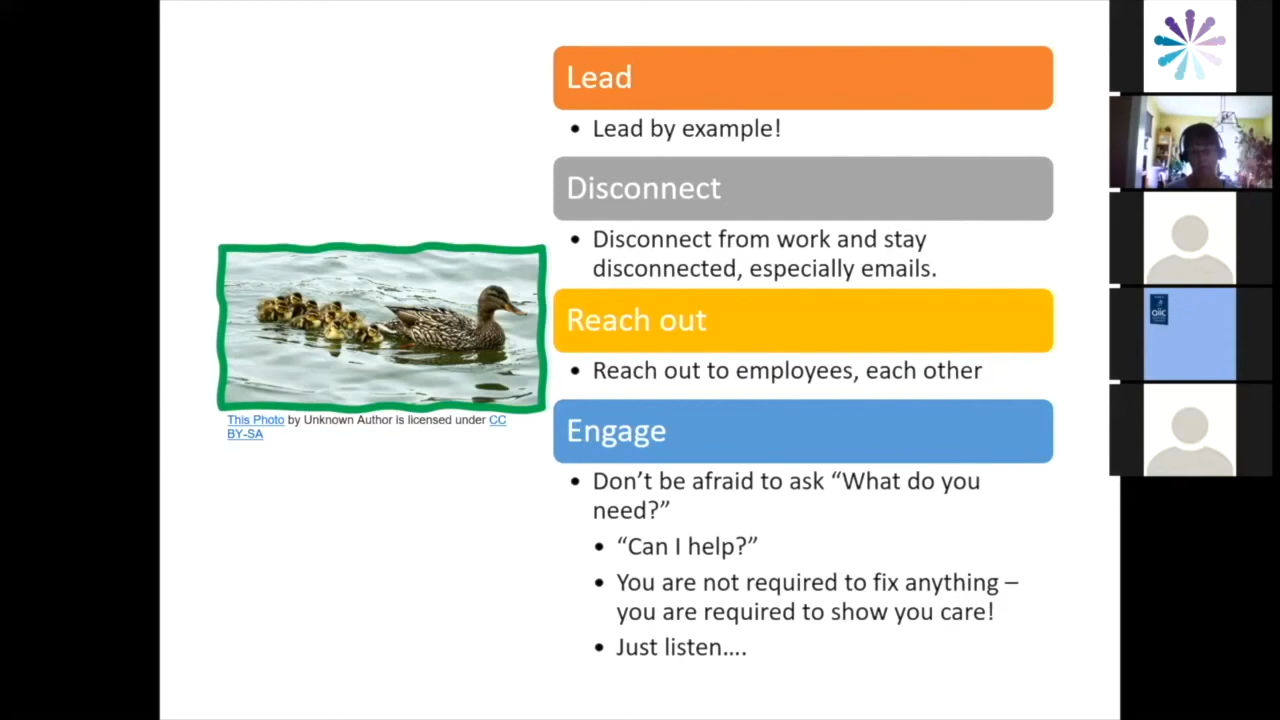 Lead
• Lead by example!
Disconnect
• Disconnect from work and stay
disconnected, especially emails.
Reach out
• Reach out to employees, each other
Engage
• Don’t be afraid to ask “What do you
need?”
• “Can I help?”
• You are not required to fix anything –
you are required to show you care!
• Just listen….
This Photo by Unknown Author is licensed under CC
BY-SA
aiic